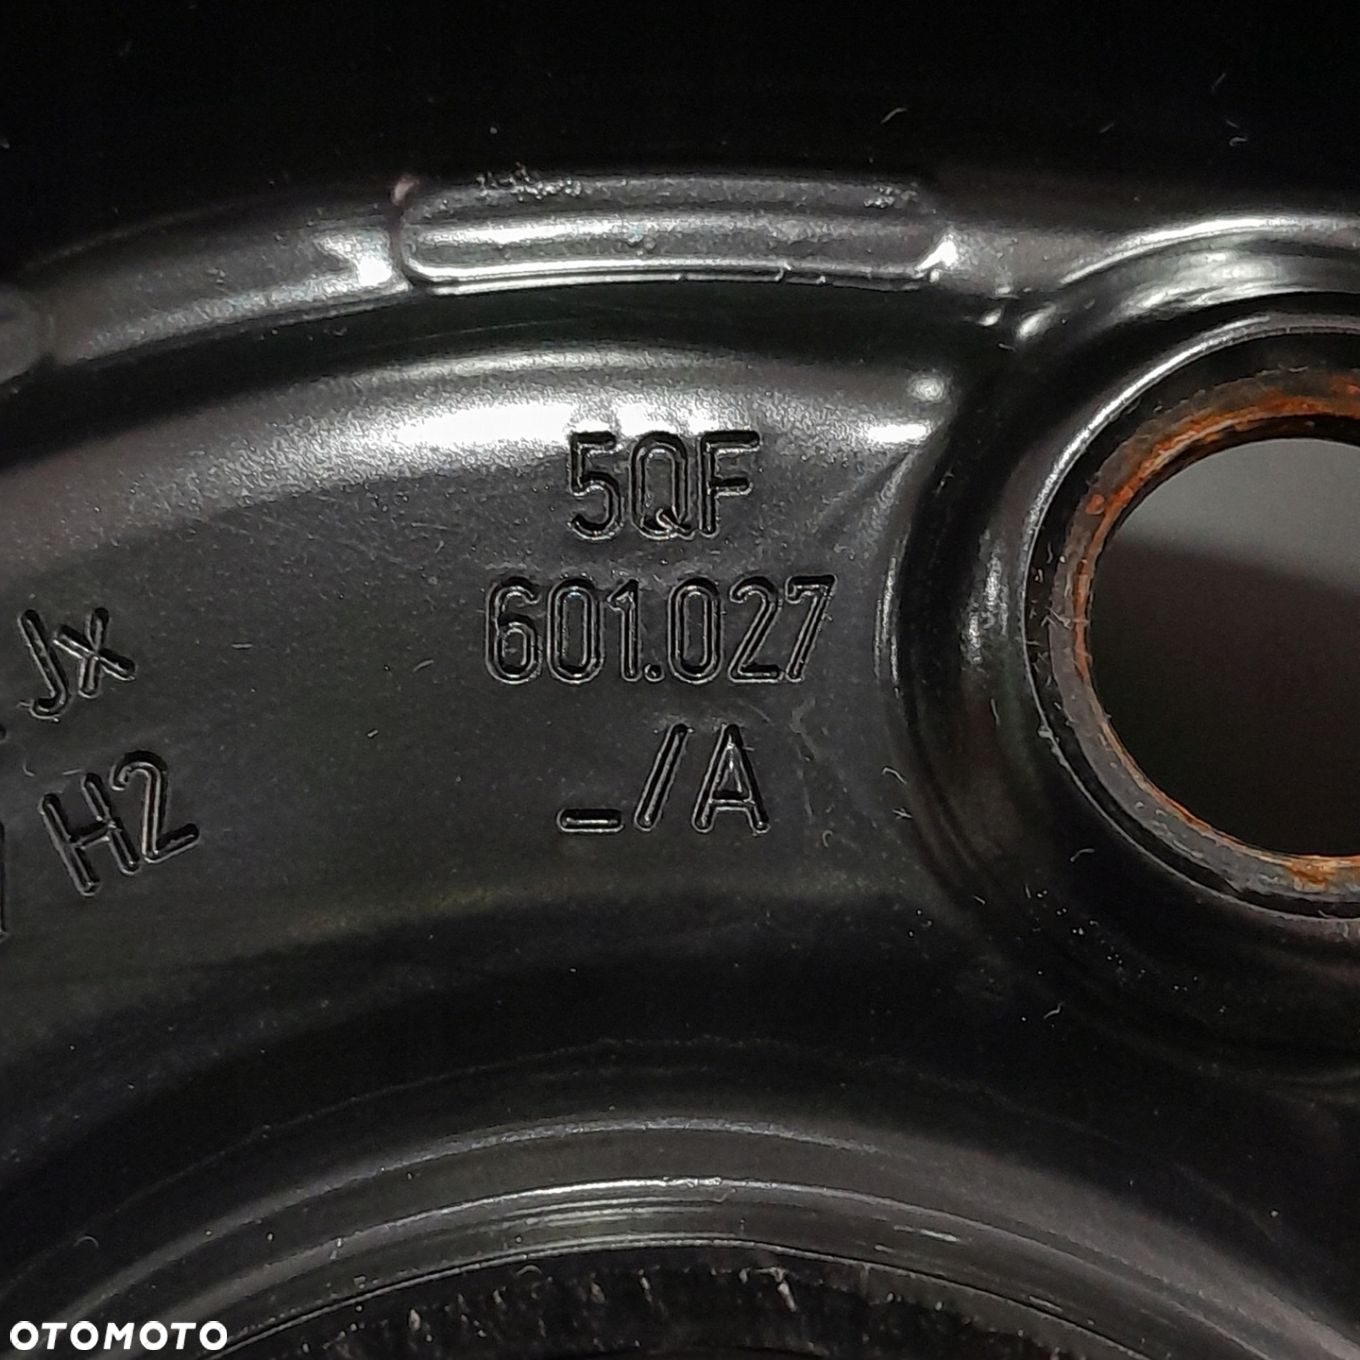 5QF
601.027
_/A
Jx
H2
OTOMOTO